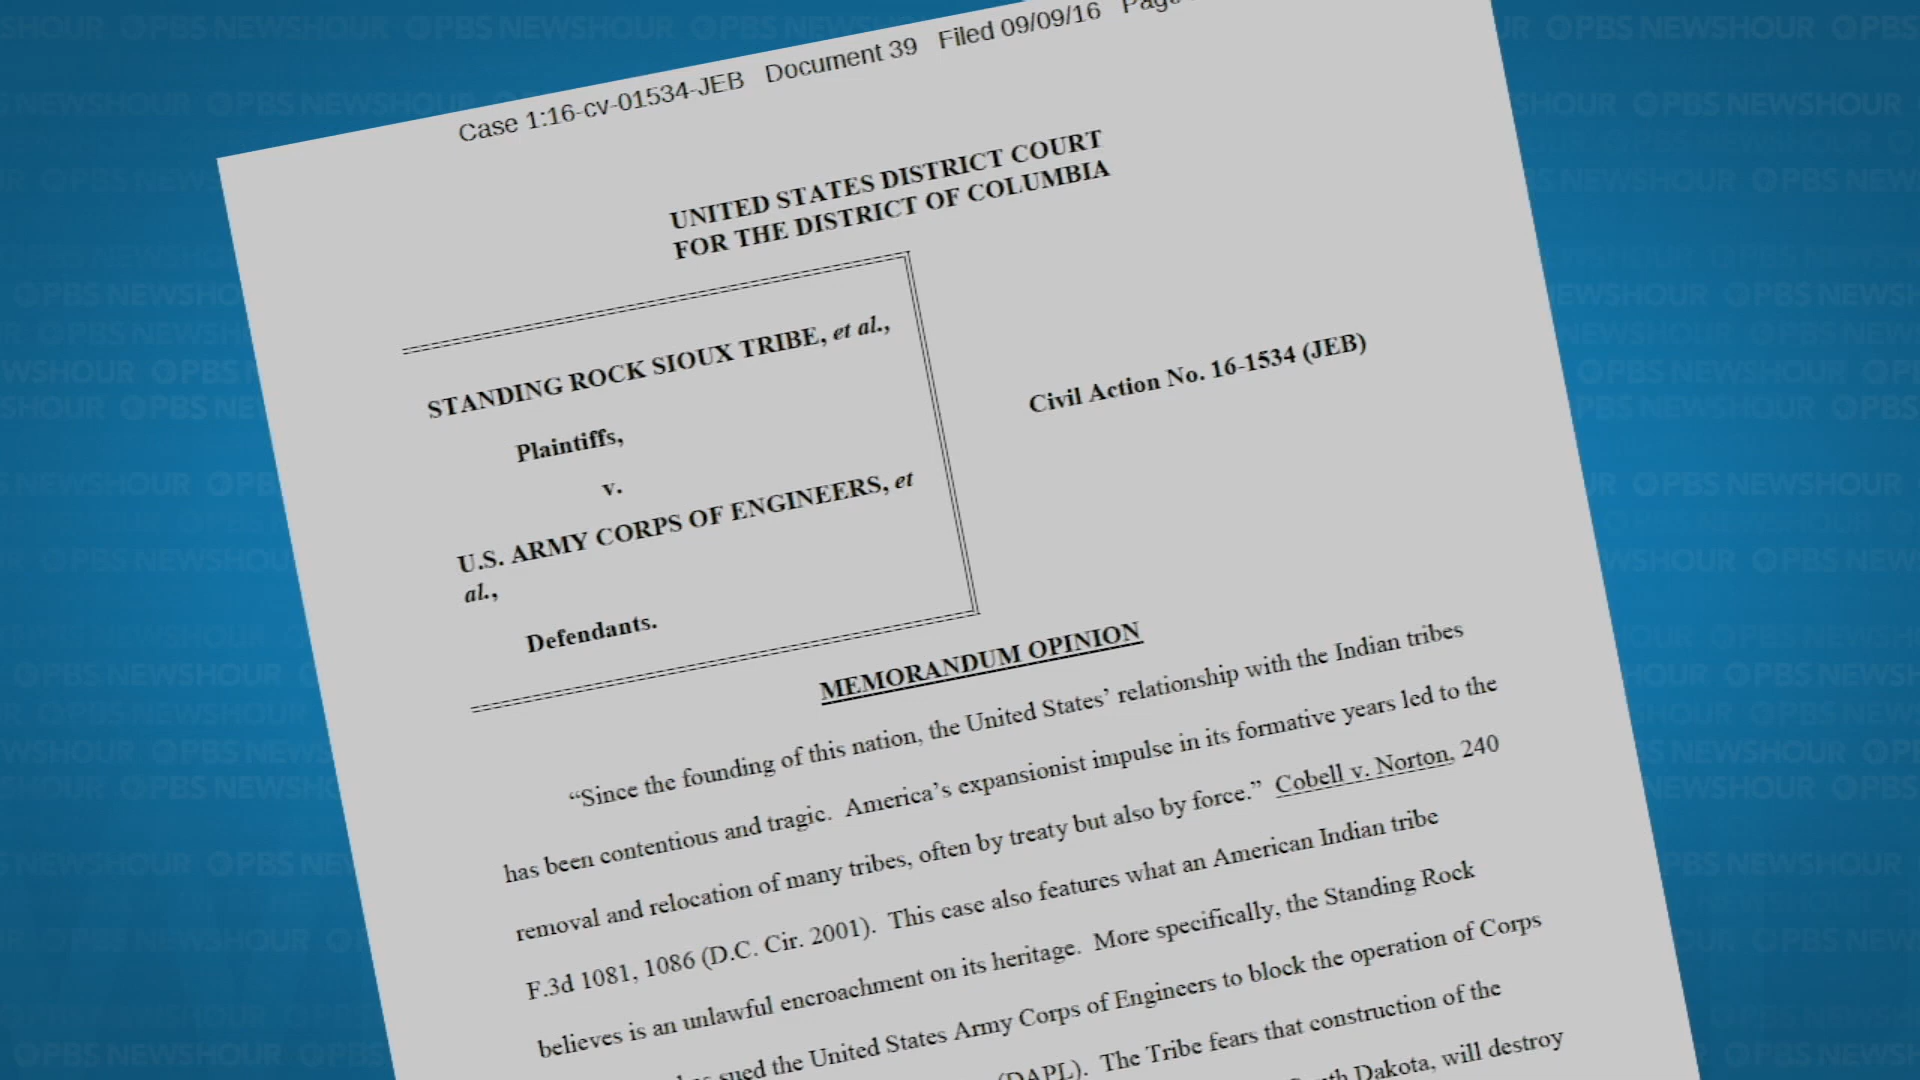 Case 1:16-cv-01534-JEB Document 39 Filed 09/09/16
UNITED STATES DISTRICT COURT
FOR THE DISTRICT OF COLUMBIA
STANDING ROCK SIOUX TRIBE, et al.,
Plaintiffs,
v.
U.S. ARMY CORPS OF ENGINEERS, et
al.,
Defendants.
Civil Action No. 16-1534 (JEB)
MEMORANDUM OPINION
“Since the founding of this nation, the United States’ relationship with the Indian tribes
has been contentious and tragic. America’s expansionist impulse in its formative years led to the
removal and relocation of many tribes, often by treaty but also by force.” Cobell v. Norton, 240
F.3d 1081, 1086 (D.C. Cir. 2001). This case also features what an American Indian tribe
believes is an unlawful encroachment on its heritage. More specifically, the Standing Rock
sued the United States Army Corps of Engineers to block the operation of Corps
(DAPL). The Tribe fears that construction of the
Dakota, will destroy
PBS NEWSHOUR